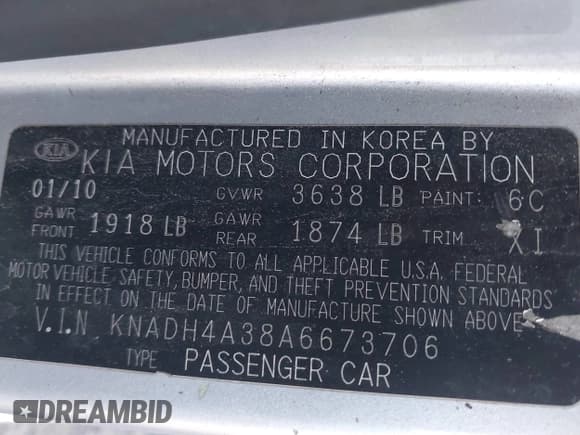 MANUFACTURED IN KOREA BY
KIA KIA MOTORS CORPORATION
01/10 GVWR 3638 LB PAINT: 6C
GAWR FRONT 1918 LB GAWR REAR 1874 LB TRIM XI
THIS VEHICLE CONFORMS TO ALL APPLICABLE U.S.A. FEDERAL
MOTOR VEHICLE, SAFETY, BUMPER, AND THEFT PREVENTION STANDARDS
IN EFFECT ON THE DATE OF MANUFACTURE SHOWN ABOVE
V.I.N KNADH4A38A6673706
TYPE PASSENGER CAR
DREAMBID